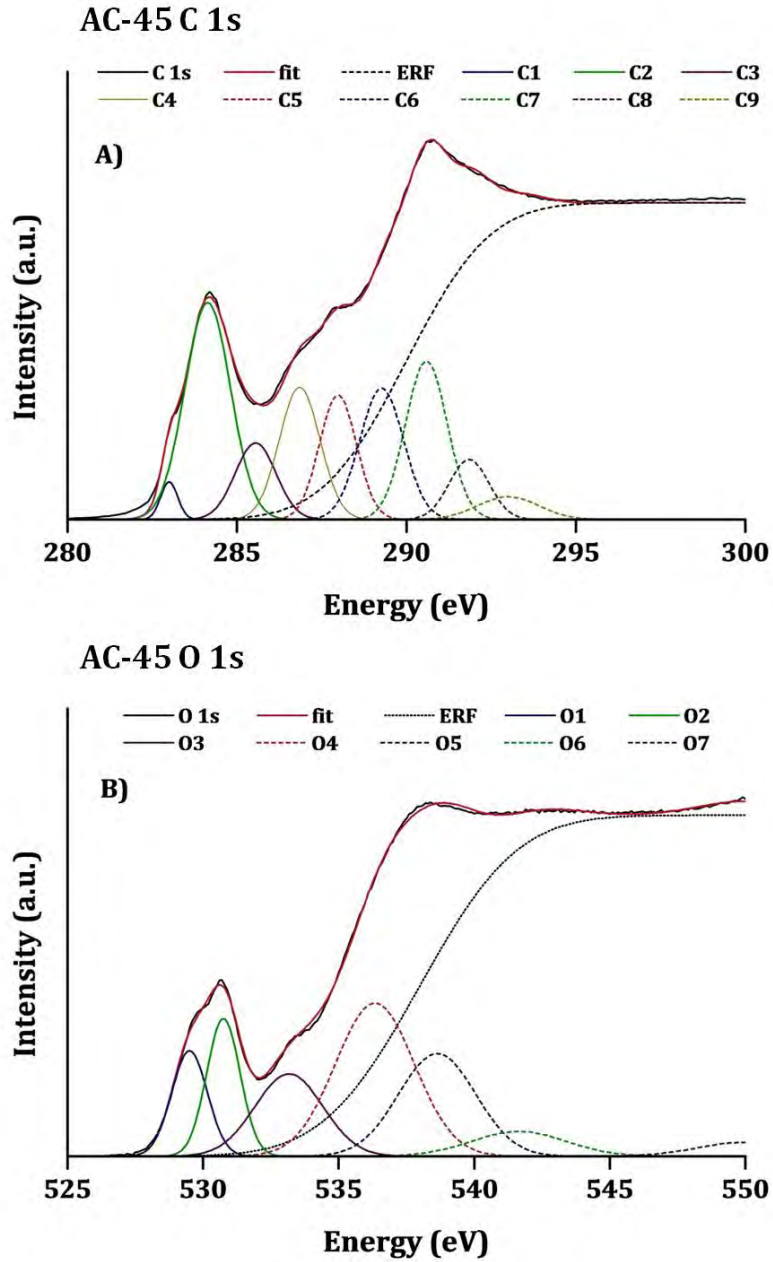 AC-45 C 1s
C 1s fit ERF C1 C2 C3
C4 C5 C6 C7 C8 C9
A)
Intensity (a.u.)
280 285 290 295 300
Energy (eV)
AC-45 O 1s
O 1s fit ERF O1 O2
O3 O4 O5 O6 O7
B)
Intensity (a.u.)
525 530 535 540 545 550
Energy (eV)